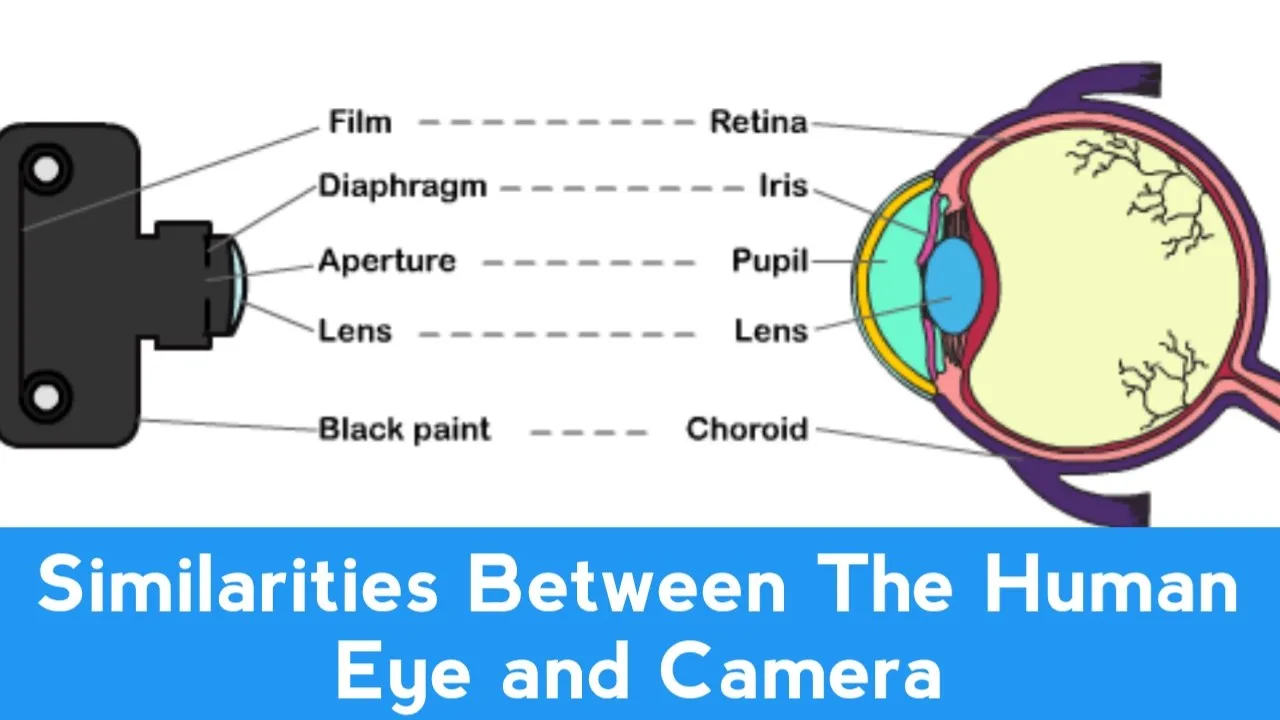 Film Retina
Diaphragm Iris
Aperture Pupil
Lens Lens
Black paint Choroid
Similarities Between The Human
Eye and Camera